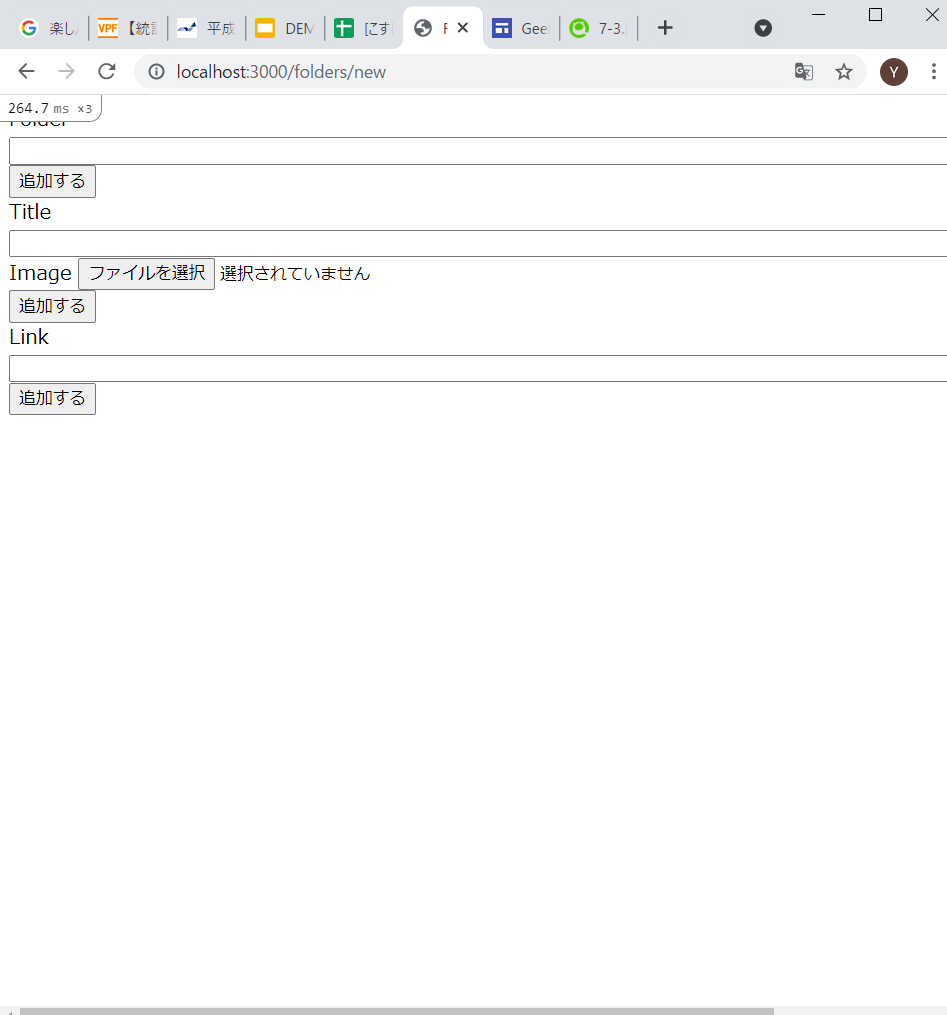 楽し
VPF 【統計
平成
DEM
[こす
F
Gee
7-3.
localhost:3000/folders/new
Y
264.7 ms ×3
Folder
追加する
Title
Image ファイルを選択 選択されていません
追加する
Link
追加する